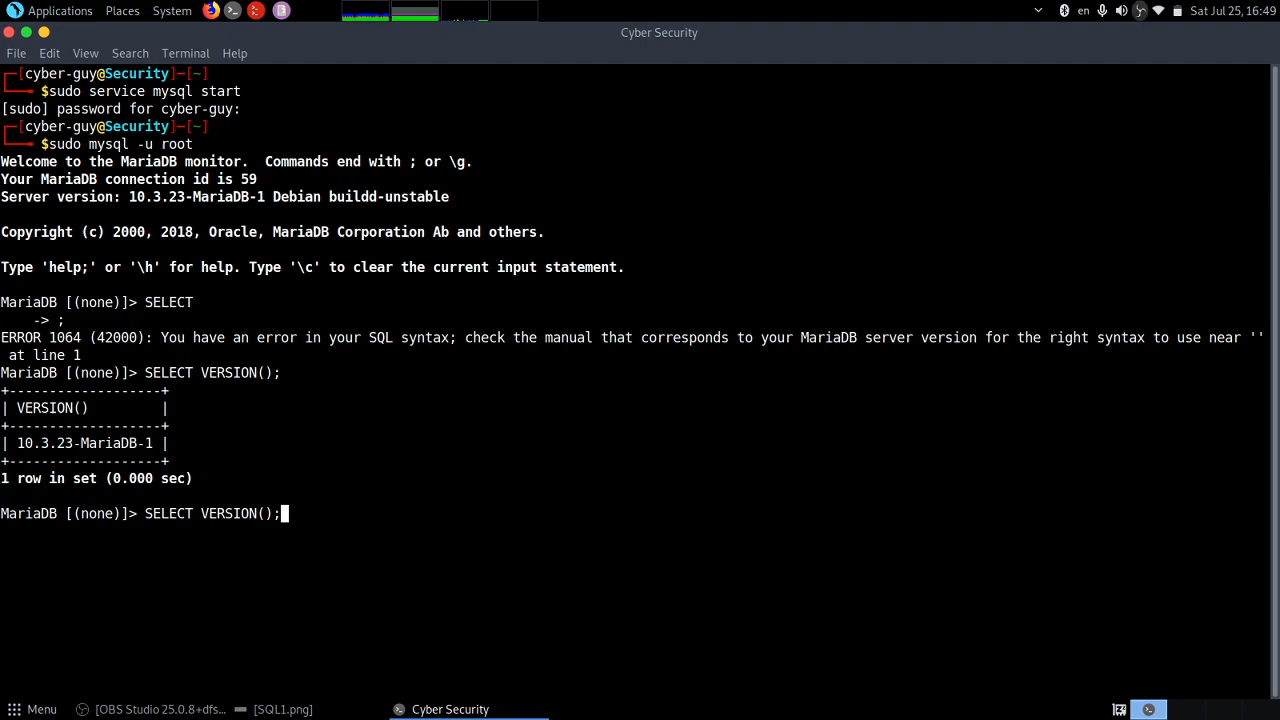 Applications Places System en Sat Jul 25, 16:49
Cyber Security
File Edit View Search Terminal Help
┌─[cyber-guy@Security]─[~]
└──╼ $sudo service mysql start
[sudo] password for cyber-guy:
┌─[cyber-guy@Security]─[~]
└──╼ $sudo mysql -u root
Welcome to the MariaDB monitor.  Commands end with ; or \g.
Your MariaDB connection id is 59
Server version: 10.3.23-MariaDB-1 Debian buildd-unstable
Copyright (c) 2000, 2018, Oracle, MariaDB Corporation Ab and others.
Type 'help;' or '\h' for help. Type '\c' to clear the current input statement.
MariaDB [(none)]> SELECT
    -> ;
ERROR 1064 (42000): You have an error in your SQL syntax; check the manual that corresponds to your MariaDB server version for the right syntax to use near ''
 at line 1
MariaDB [(none)]> SELECT VERSION();
+-------------------+
| VERSION()         |
+-------------------+
| 10.3.23-MariaDB-1 |
+-------------------+
1 row in set (0.000 sec)
MariaDB [(none)]> SELECT VERSION();
Menu [OBS Studio 25.0.8+dfs... [SQL1.png] Cyber Security